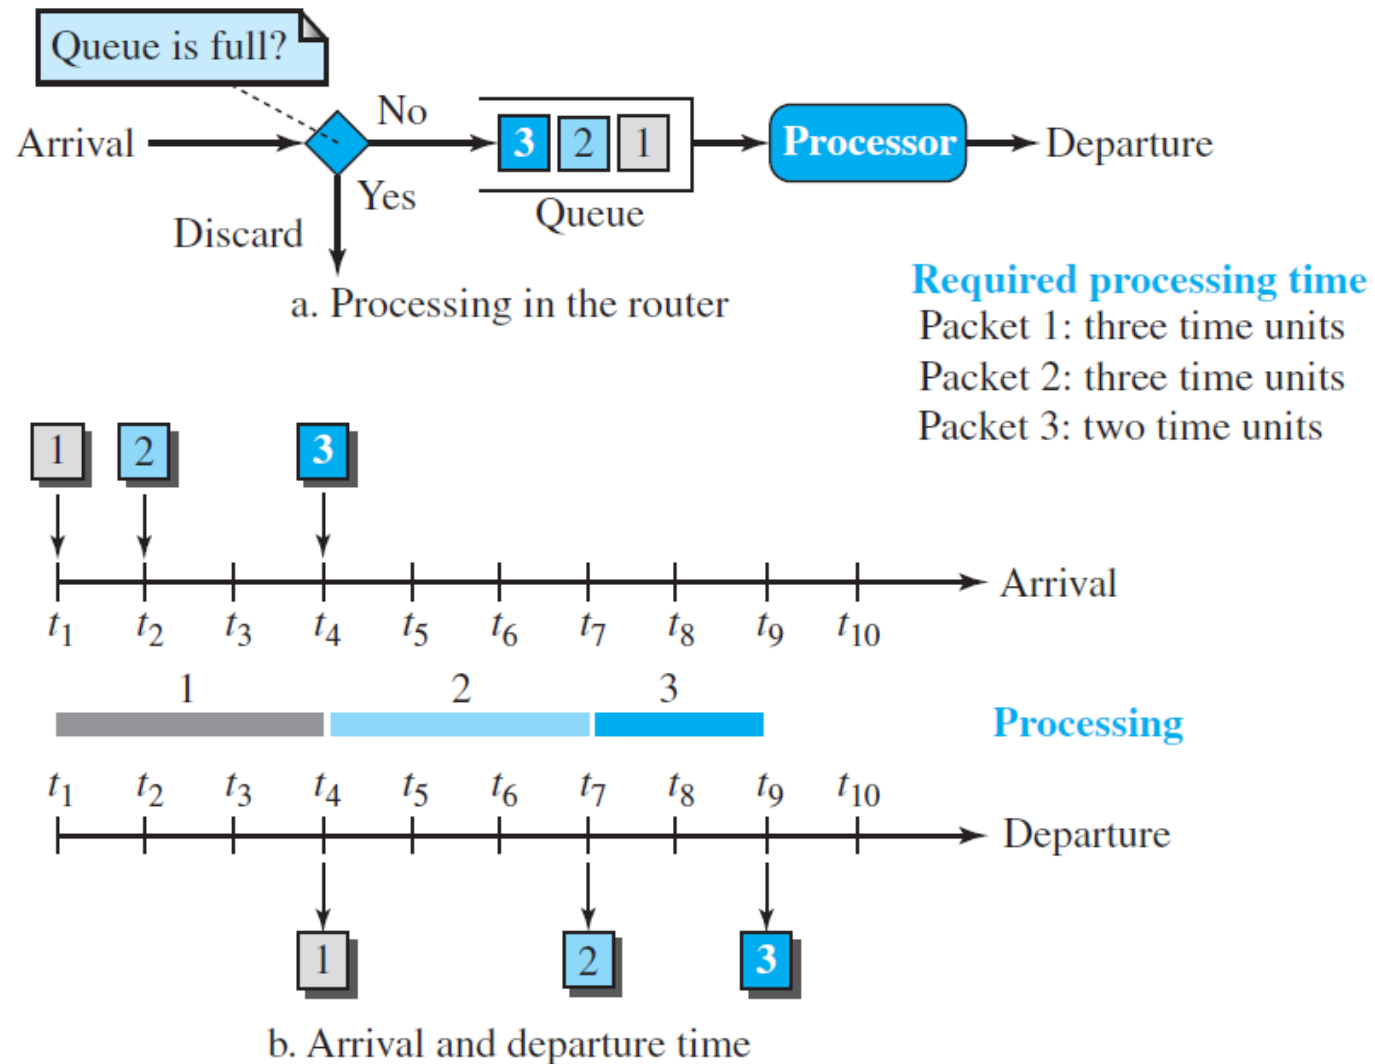 Queue is full?
Arrival
No
3 2 1
Processor
Departure
Yes
Queue
Discard
a. Processing in the router
Required processing time
Packet 1: three time units
Packet 2: three time units
Packet 3: two time units
1 2 3
Arrival
t1 t2 t3 t4 t5 t6 t7 t8 t9 t10
1 2 3
Processing
t1 t2 t3 t4 t5 t6 t7 t8 t9 t10
Departure
1 2 3
b. Arrival and departure time